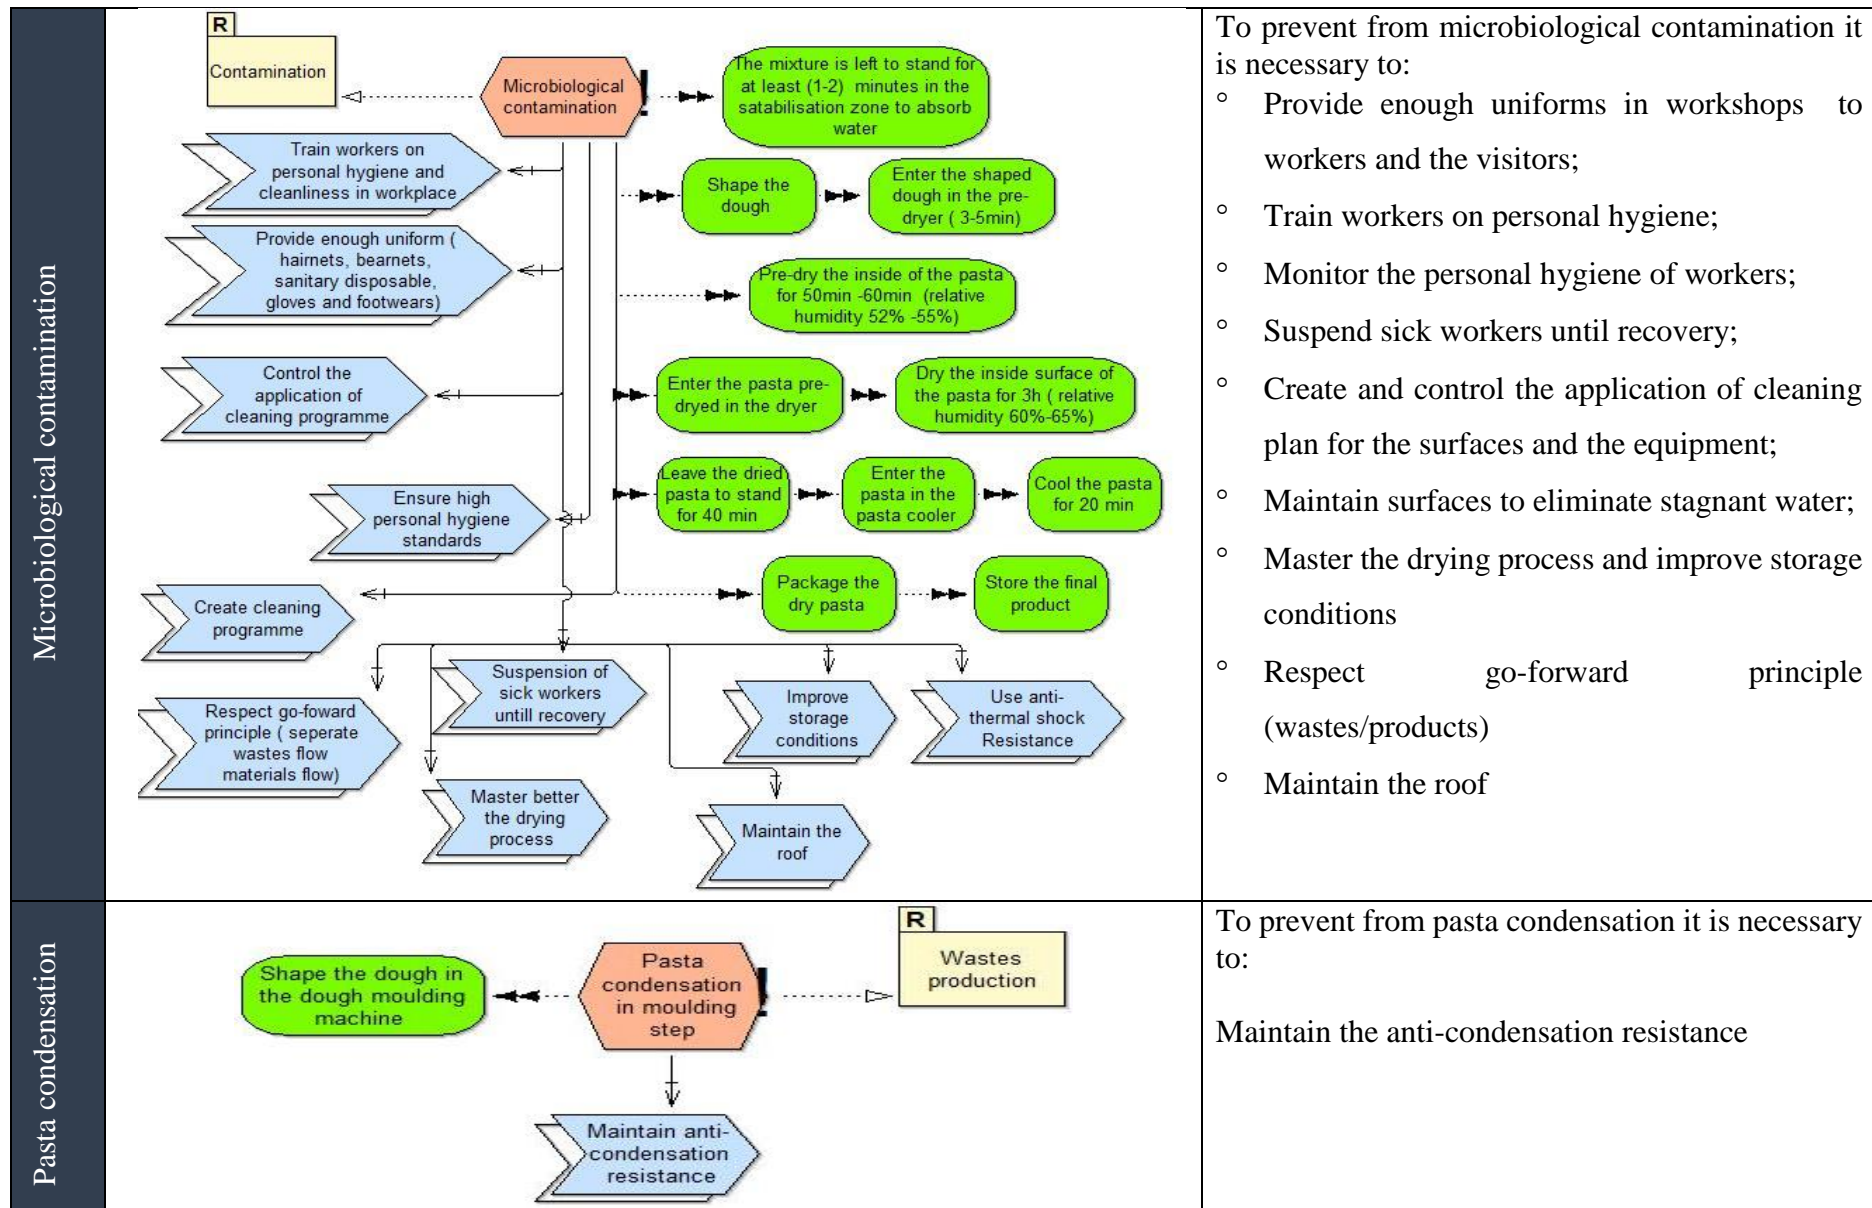 Microbiological contamination
R
Contamination
Microbiological
contamination
!
The mixture is left to stand for
at least (1-2) minutes in the
satabilisation zone to absorb
water
Train workers on
personal hygiene and
cleanliness in workplace
Shape the
dough
Enter the shaped
dough in the pre-
dryer ( 3-5min)
Provide enough uniform (
hairnets, bearnets,
sanitary disposable,
gloves and footwears)
Pre-dry the inside of the pasta
for 50min -60min (relative
humidity 52% -55%)
Control the
application of
cleaning programme
Enter the pasta pre-
dryed in the dryer
Dry the inside surface of
the pasta for 3h ( relative
humidity 60%-65%)
Ensure high
personal hygiene
standards
Leave the dried
pasta to stand
for 40 min
Enter the
pasta in the
pasta cooler
Cool the pasta
for 20 min
Create cleaning
programme
Package the
dry pasta
Store the final
product
Respect go-foward
principle ( seperate
wastes flow
materials flow)
Suspension of
sick workers
untill recovery
Improve
storage
conditions
Use anti-
thermal shock
Resistance
Master better
the drying
process
Maintain the
roof
To prevent from microbiological contamination it
is necessary to:
° Provide enough uniforms in workshops to
workers and the visitors;
° Train workers on personal hygiene;
° Monitor the personal hygiene of workers;
° Suspend sick workers until recovery;
° Create and control the application of cleaning
plan for the surfaces and the equipment;
° Maintain surfaces to eliminate stagnant water;
° Master the drying process and improve storage
conditions
° Respect go-forward principle
(wastes/products)
° Maintain the roof
Pasta condensation
Shape the dough in
the dough moulding
machine
Pasta
condensation
in moulding
step
!
R
Wastes
production
Maintain anti-
condensation
resistance
To prevent from pasta condensation it is necessary
to:
Maintain the anti-condensation resistance